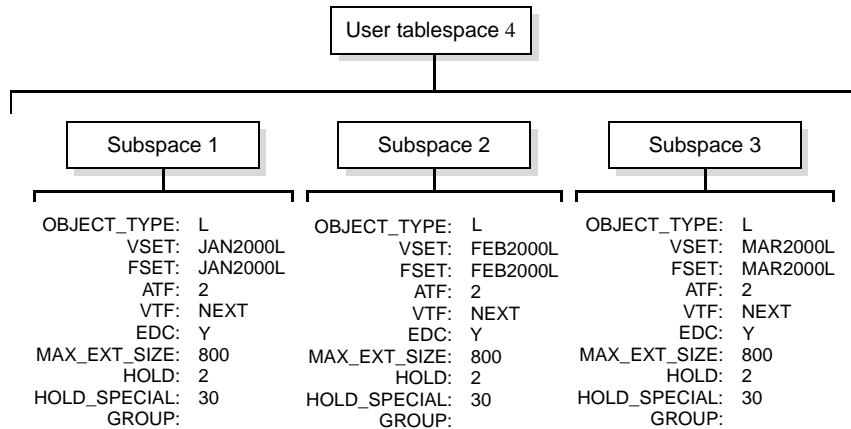 User tablespace 4
Subspace 1
OBJECT_TYPE: L
VSET: JAN2000L
FSET: JAN2000L
ATF: 2
VTF: NEXT
EDC: Y
MAX_EXT_SIZE: 800
HOLD: 2
HOLD_SPECIAL: 30
GROUP:
Subspace 2
OBJECT_TYPE: L
VSET: FEB2000L
FSET: FEB2000L
ATF: 2
VTF: NEXT
EDC: Y
MAX_EXT_SIZE: 800
HOLD: 2
HOLD_SPECIAL: 30
GROUP:
Subspace 3
OBJECT_TYPE: L
VSET: MAR2000L
FSET: MAR2000L
ATF: 2
VTF: NEXT
EDC: Y
MAX_EXT_SIZE: 800
HOLD: 2
HOLD_SPECIAL: 30
GROUP: